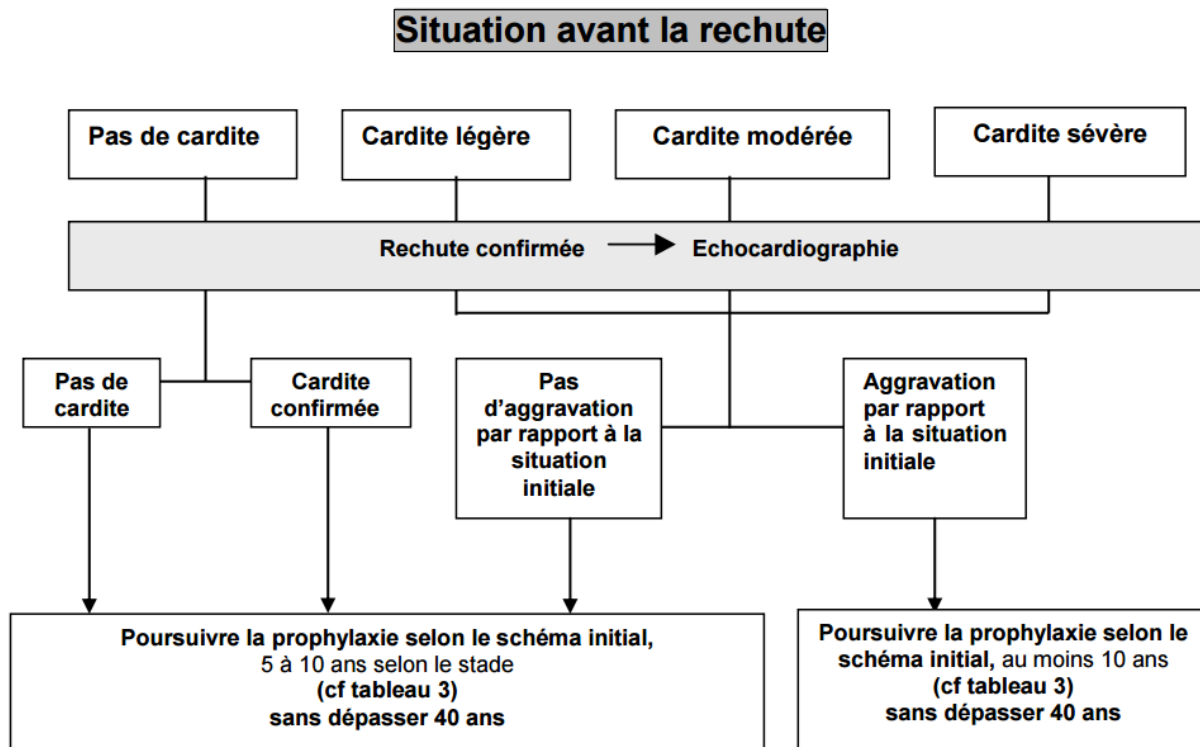 Situation avant la rechute
Pas de cardite
Cardite légère
Cardite modérée
Cardite sévère
Rechute confirmée
Echocardiographie
Pas de
cardite
Cardite
confirmée
Pas
d'aggravation
par rapport à la
situation
initiale
Aggravation
par rapport
à la situation
initiale
Poursuivre la prophylaxie selon le schéma initial,
5 à 10 ans selon le stade
(cf tableau 3)
sans dépasser 40 ans
Poursuivre la prophylaxie selon le
schéma initial, au moins 10 ans
(cf tableau 3)
sans dépasser 40 ans